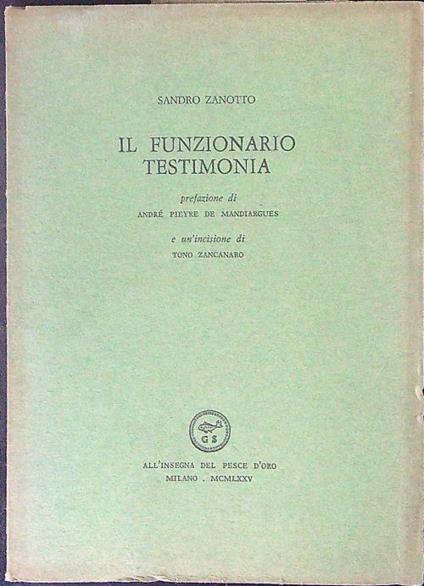 SANDRO ZANOTTO
IL FUNZIONARIO
TESTIMONIA
prefazione di
ANDRÉ PIEYRE DE MANDIARGUES
e un'incisione di
TONO ZANCANARO
G S
ALL'INSEGNA DEL PESCE D'ORO
MILANO . MCMLXXV